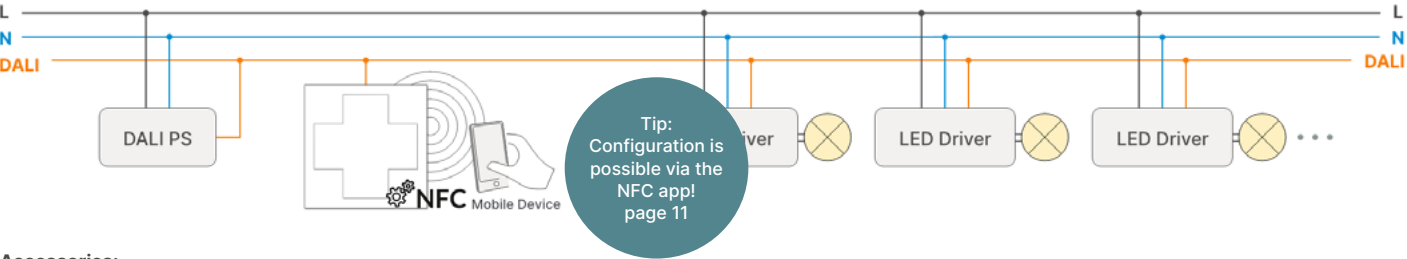 L
L
N
N
DALI
DALI
DALI PS
NFC Mobile Device
Tip:
Configuration is
possible via the
NFC app!
page 11
LED Driver
LED Driver